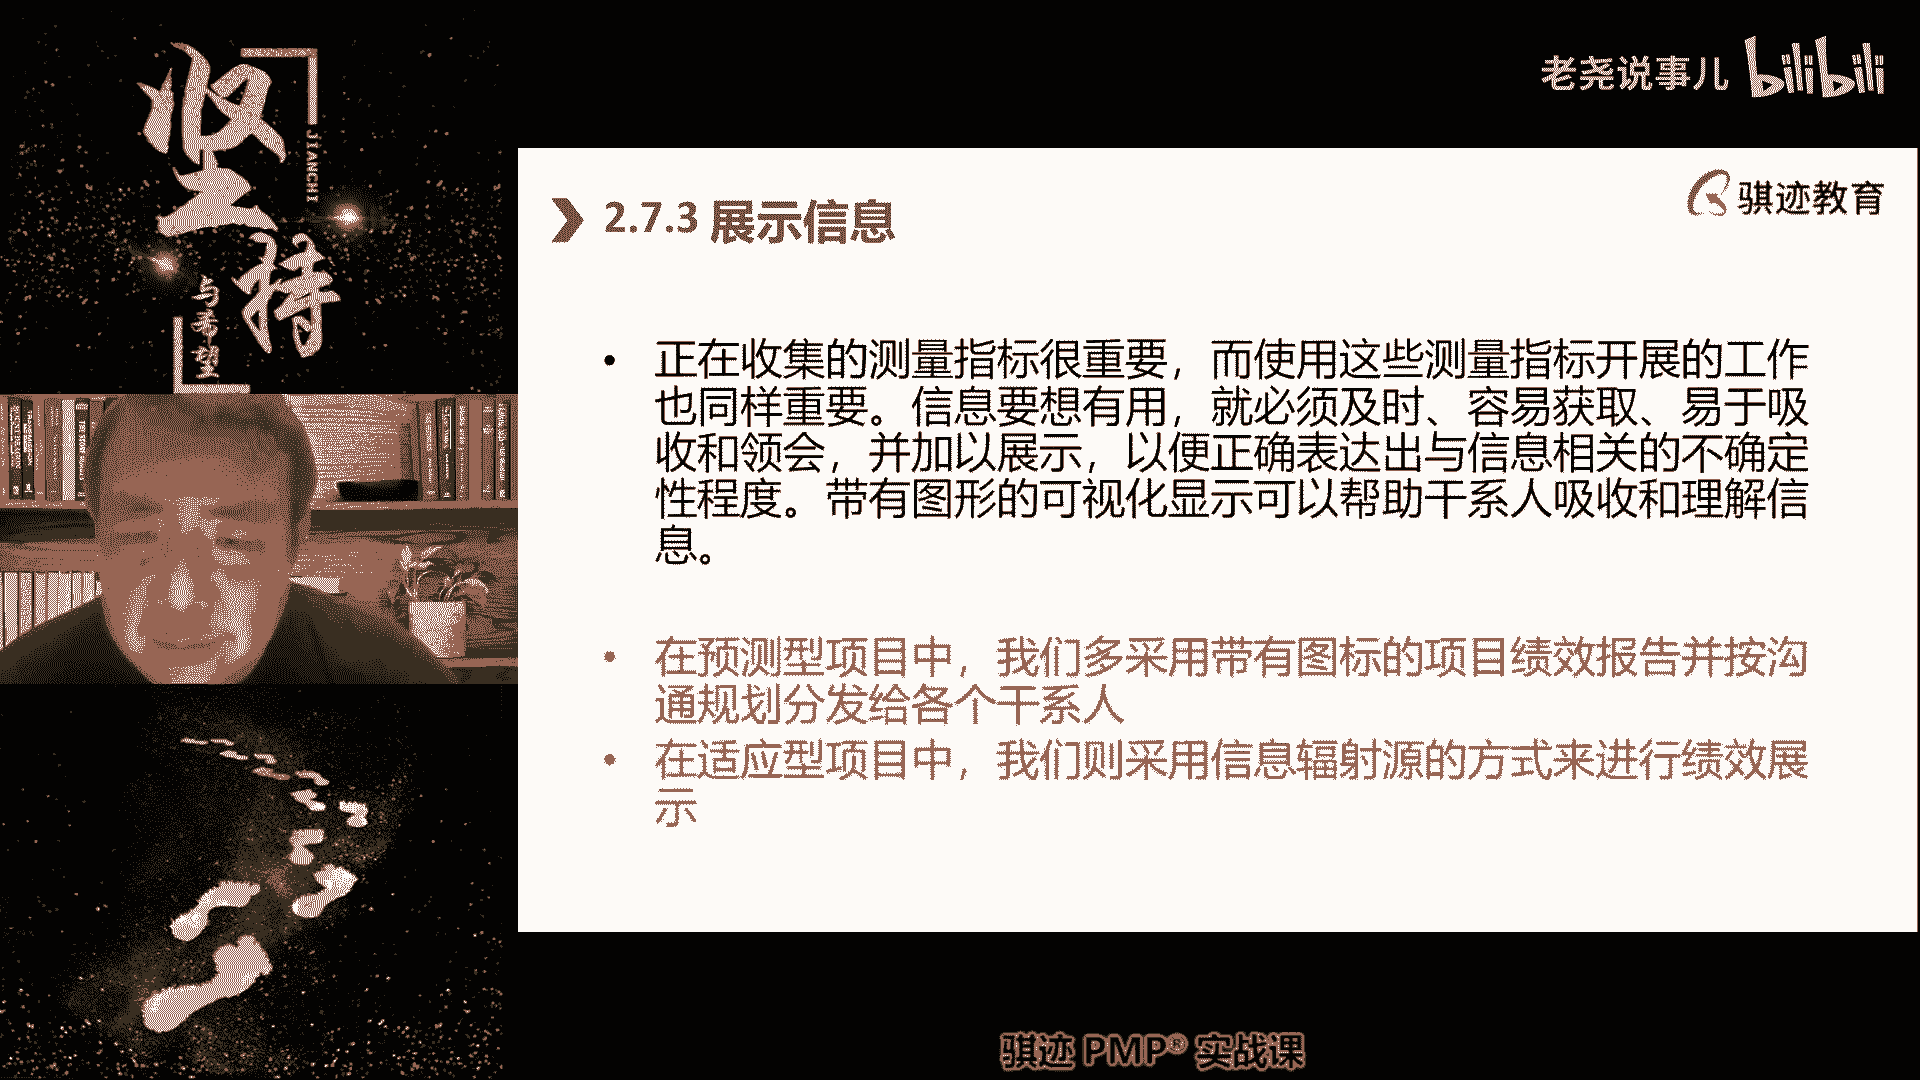 坚持
JIANCHI
与希望
老尧说事儿 bilibili
骐迹教育
2.7.3 展示信息
• 正在收集的测量指标很重要，而使用这些测量指标开展的工作
也同样重要。信息要想有用，就必须及时、容易获取、易于吸
收和领会，并加以展示，以便正确表达出与信息相关的不确定
性程度。带有图形的可视化显示可以帮助干系人吸收和理解信
息。
• 在预测型项目中，我们多采用带有图标的项目绩效报告并按沟
通规划分发给各个干系人
• 在适应型项目中，我们则采用信息辐射源的方式来进行绩效展
示
骐迹 PMP® 实战课